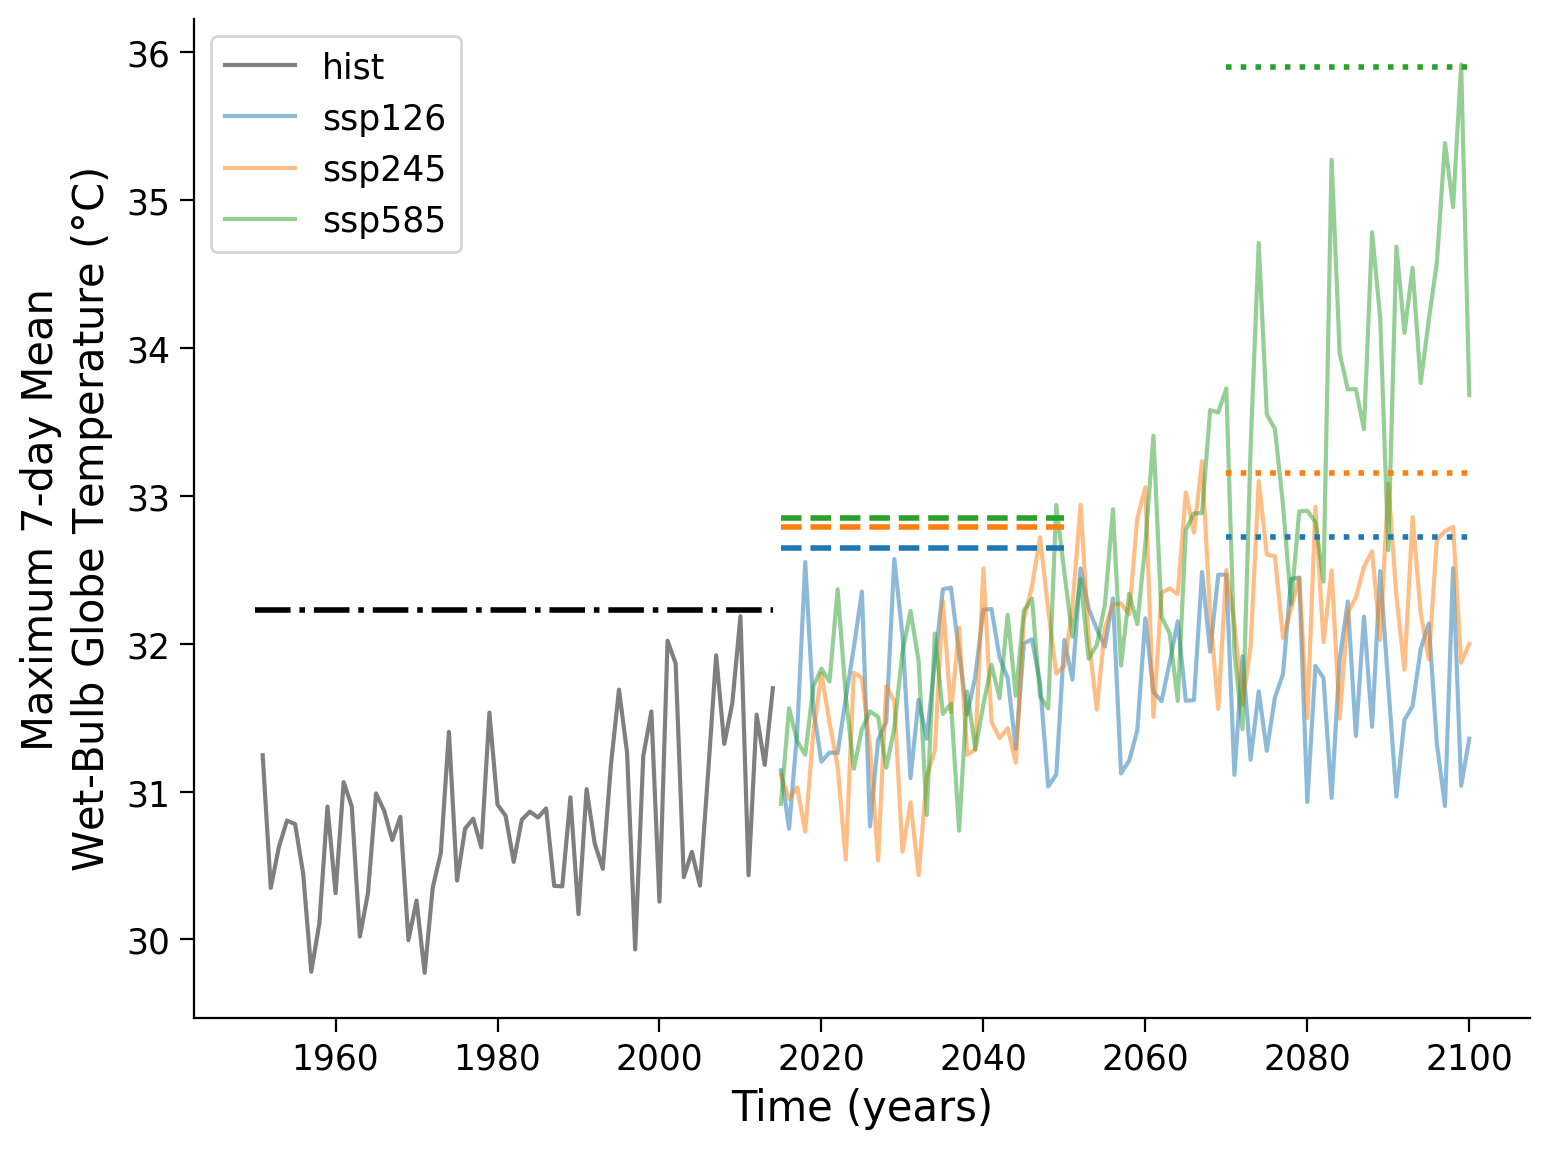 hist
ssp126
ssp245
ssp585
Maximum 7-day Mean
Wet-Bulb Globe Temperature (°C)
36
35
34
33
32
31
30
1960 1980 2000 2020 2040 2060 2080 2100
Time (years)